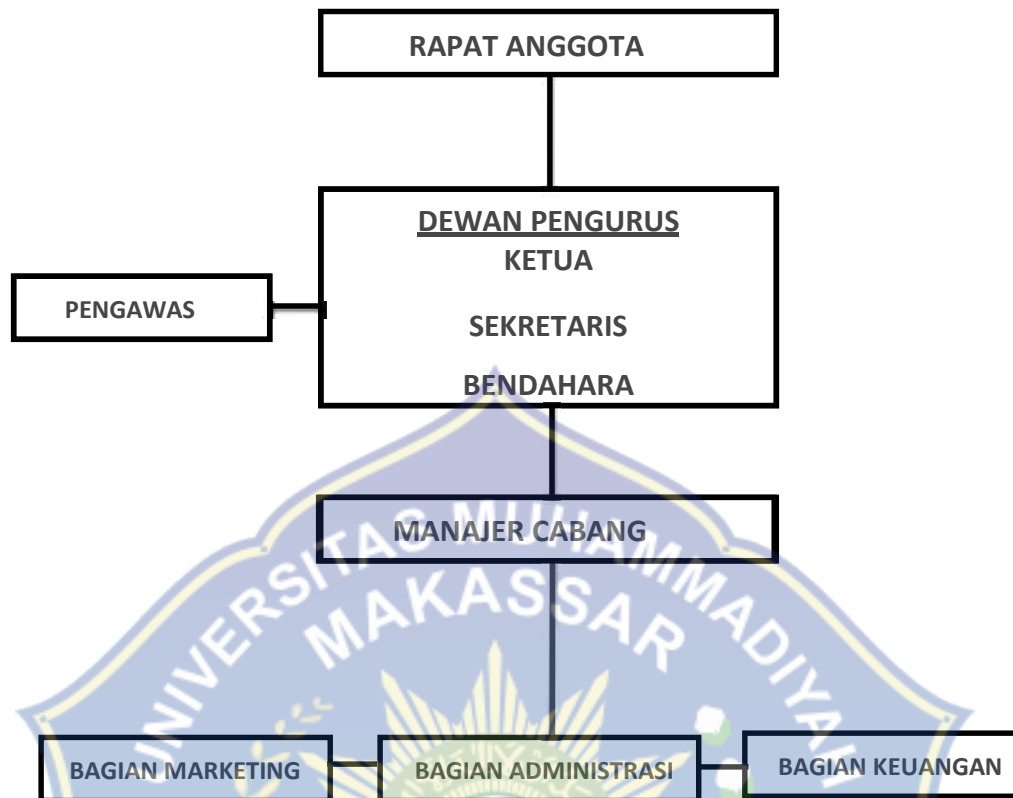 RAPAT ANGGOTA
DEWAN PENGURUS
KETUA
PENGAWAS
SEKRETARIS
BENDAHARA
MANAJER CABANG
UNIVERSITAS MUHAMMADIYAH
MAKASSAR
BAGIAN MARKETING
BAGIAN ADMINISTRASI
BAGIAN KEUANGAN